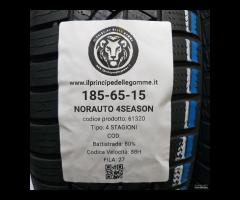 www.ilprincipedellegomme.it
185-65-15
NORAUTO 4SEASON
codice prodotto: 61320
Tipo: 4 STAGIONI
COD:
Battistrada: 80%
Codice Velocità: 88H
FILA: 27